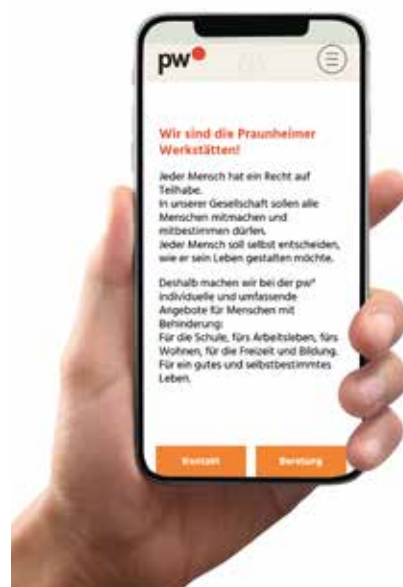 pw
Wir sind die Praunheimer
Werkstätten!
Jeder Mensch hat ein Recht auf
Teilhabe.
In unserer Gesellschaft sollen alle
Menschen mitmachen und
mitbestimmen dürfen.
Jeder Mensch soll selbst entscheiden,
wie er sein Leben gestalten möchte.
Deshalb machen wir bei der pw°
individuelle und umfassende
Angebote für Menschen mit
Behinderung:
Für die Schule, fürs Arbeitsleben, fürs
Wohnen, für die Freizeit und Bildung.
Für ein gutes und selbstbestimmtes
Leben.
Kontakt Beratung